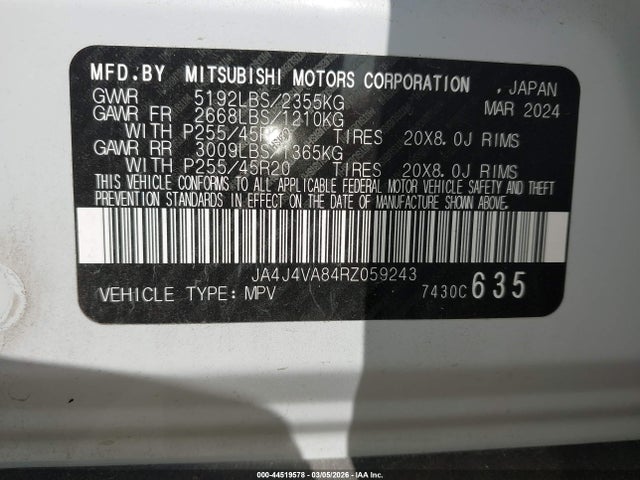 MFD.BY MITSUBISHI MOTORS CORPORATION , JAPAN
GVWR 5192LBS/2355KG MAR 2024
GAWR FR 2668LBS/1210KG
WITH P255/45R20 TIRES 20X8.0J RIMS
GAWR RR 3009LBS/1365KG
WITH P255/45R20 TIRES 20X8.0J RIMS
THIS VEHICLE CONFORMS TO ALL APPLICABLE FEDERAL MOTOR VEHICLE SAFETY AND THEFT
PREVENTION STANDARDS IN EFFECT ON THE DATE OF MANUFACTURE SHOWN ABOVE.
JA4J4VA84RZ059243
VEHICLE TYPE: MPV 7430C 635
000-44519578 - 03/05/2026 - IAA Inc.